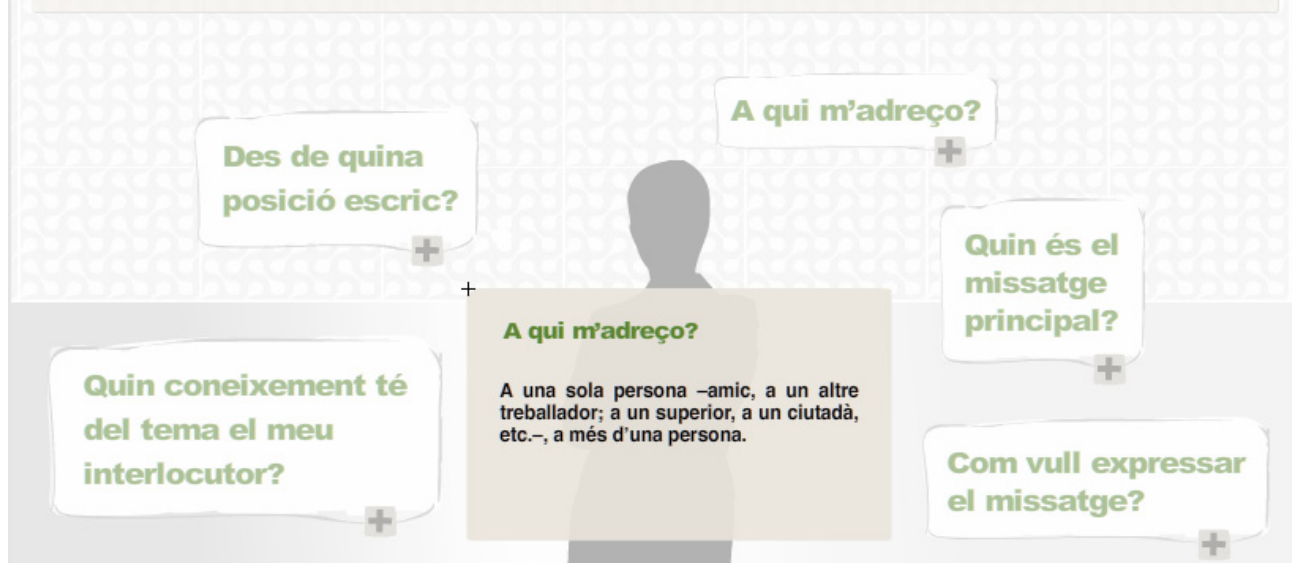 A qui m'adreço?
Des de quina
posició escric?
Quin és el
missatge
principal?
A qui m'adreço?
A una sola persona –amic, a un altre
treballador; a un superior, a un ciutadà,
etc.–, a més d'una persona.
Quin coneixement té
del tema el meu
interlocutor?
Com vull expressar
el missatge?